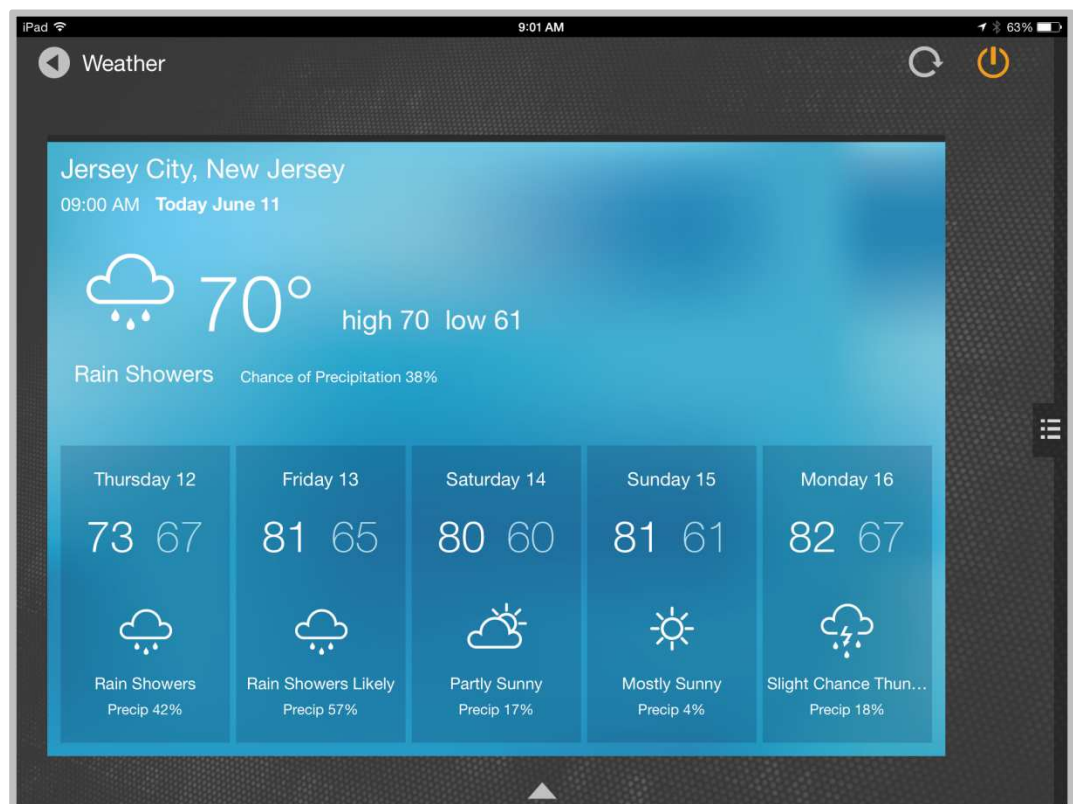 iPad 9:01 AM 63%
Weather
Jersey City, New Jersey
09:00 AM Today June 11
70° high 70 low 61
Rain Showers Chance of Precipitation 38%
Thursday 12 Friday 13 Saturday 14 Sunday 15 Monday 16
73 67 81 65 80 60 81 61 82 67
Rain Showers Rain Showers Likely Partly Sunny Mostly Sunny Slight Chance Thun...
Precip 42% Precip 57% Precip 17% Precip 4% Precip 18%